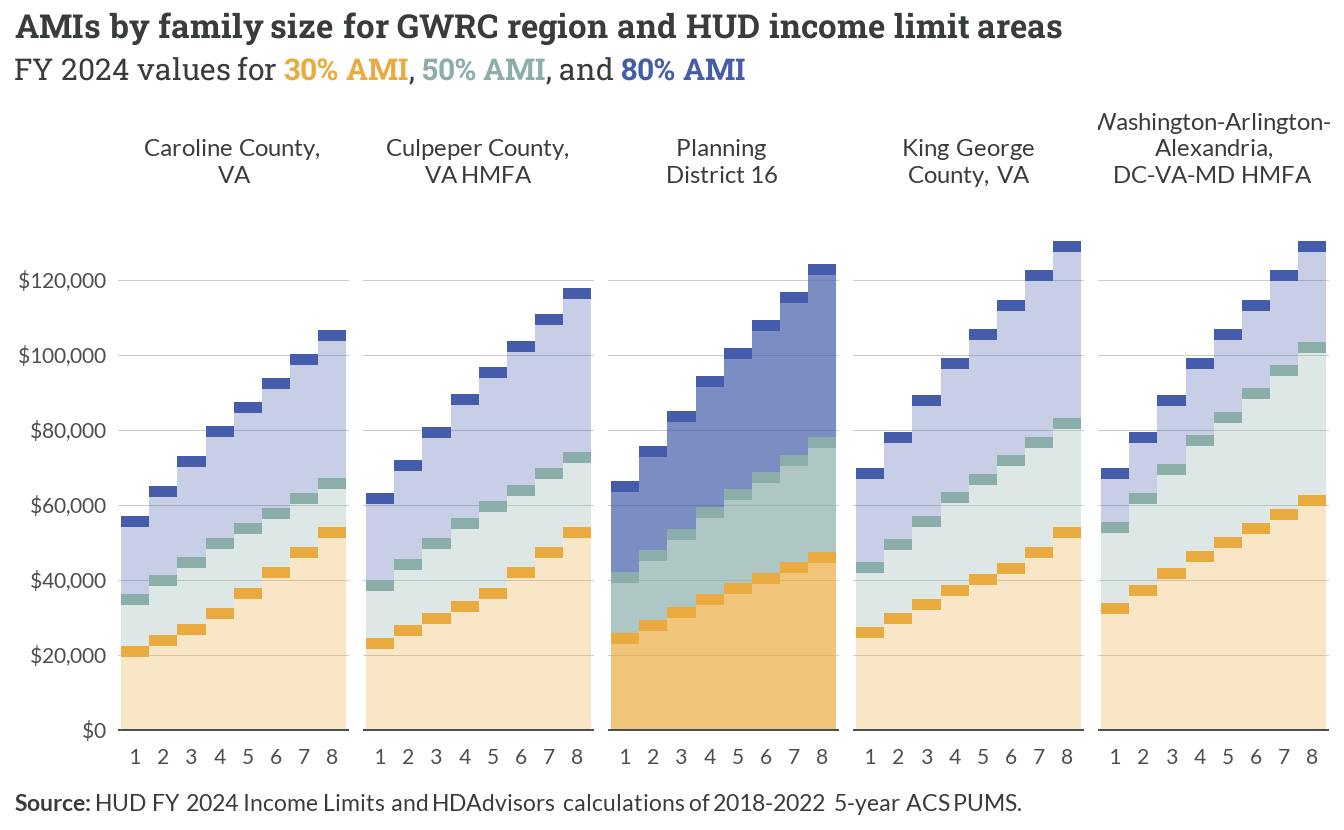 AMIs by family size for GWRC region and HUD income limit areas
FY 2024 values for 30% AMI, 50% AMI, and 80% AMI
Caroline County,
VA
Culpeper County,
VA HMFA
Planning
District 16
King George
County, VA
Washington-Arlington-
Alexandria,
DC-VA-MD HMFA
$120,000
$100,000
$80,000
$60,000
$40,000
$20,000
$0
1 2 3 4 5 6 7 8
1 2 3 4 5 6 7 8
1 2 3 4 5 6 7 8
1 2 3 4 5 6 7 8
1 2 3 4 5 6 7 8
Source: HUD FY 2024 Income Limits and HDAdvisors calculations of 2018-2022 5-year ACS PUMS.